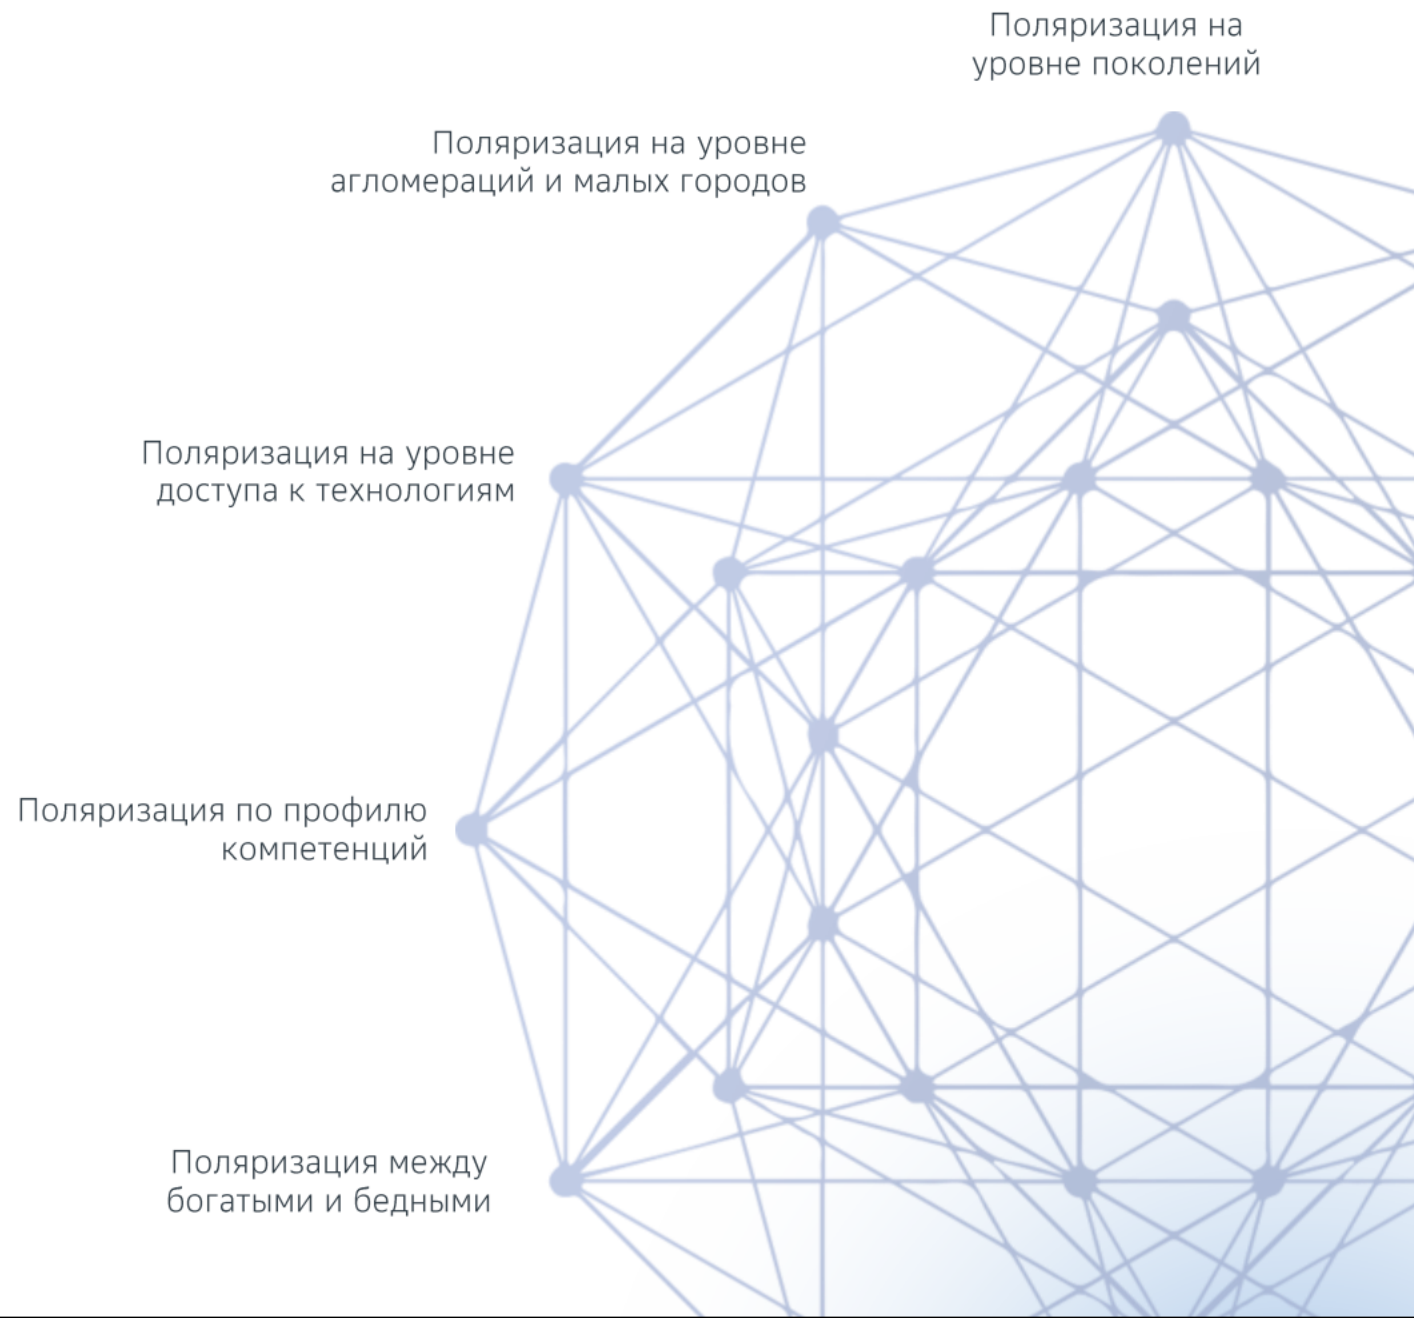 Поляризация на
уровне поколений
Поляризация на уровне
агломераций и малых городов
Поляризация на уровне
доступа к технологиям
Поляризация по профилю
компетенций
Поляризация между
богатыми и бедными